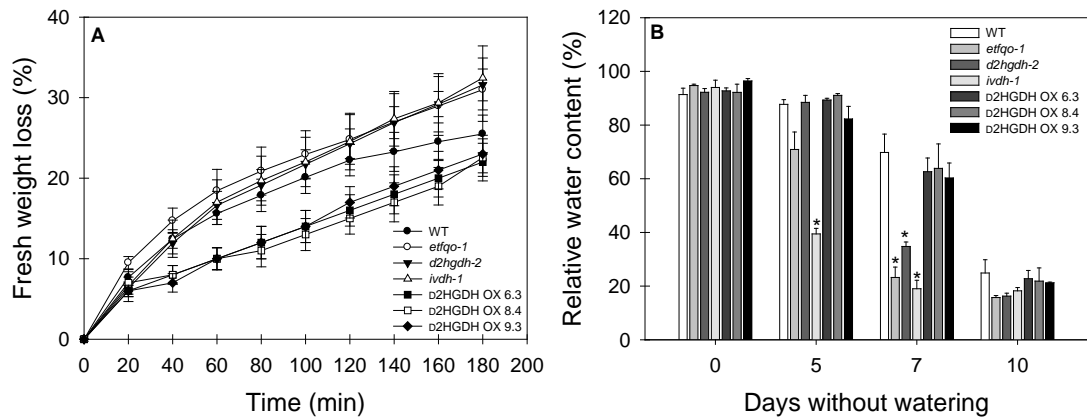 A
Fresh weight loss (%)
40
30
20
10
0
WT
etfqo-1
d2hgdh-2
ivdh-1
D2HGDH OX 6.3
D2HGDH OX 8.4
D2HGDH OX 9.3
0 20 40 60 80 100 120 140 160 180 200
Time (min)
B
Relative water content (%)
120
100
80
60
40
20
0
WT
etfqo-1
d2hgdh-2
ivdh-1
D2HGDH OX 6.3
D2HGDH OX 8.4
D2HGDH OX 9.3
*
* * *
0 5 7 10
Days without watering